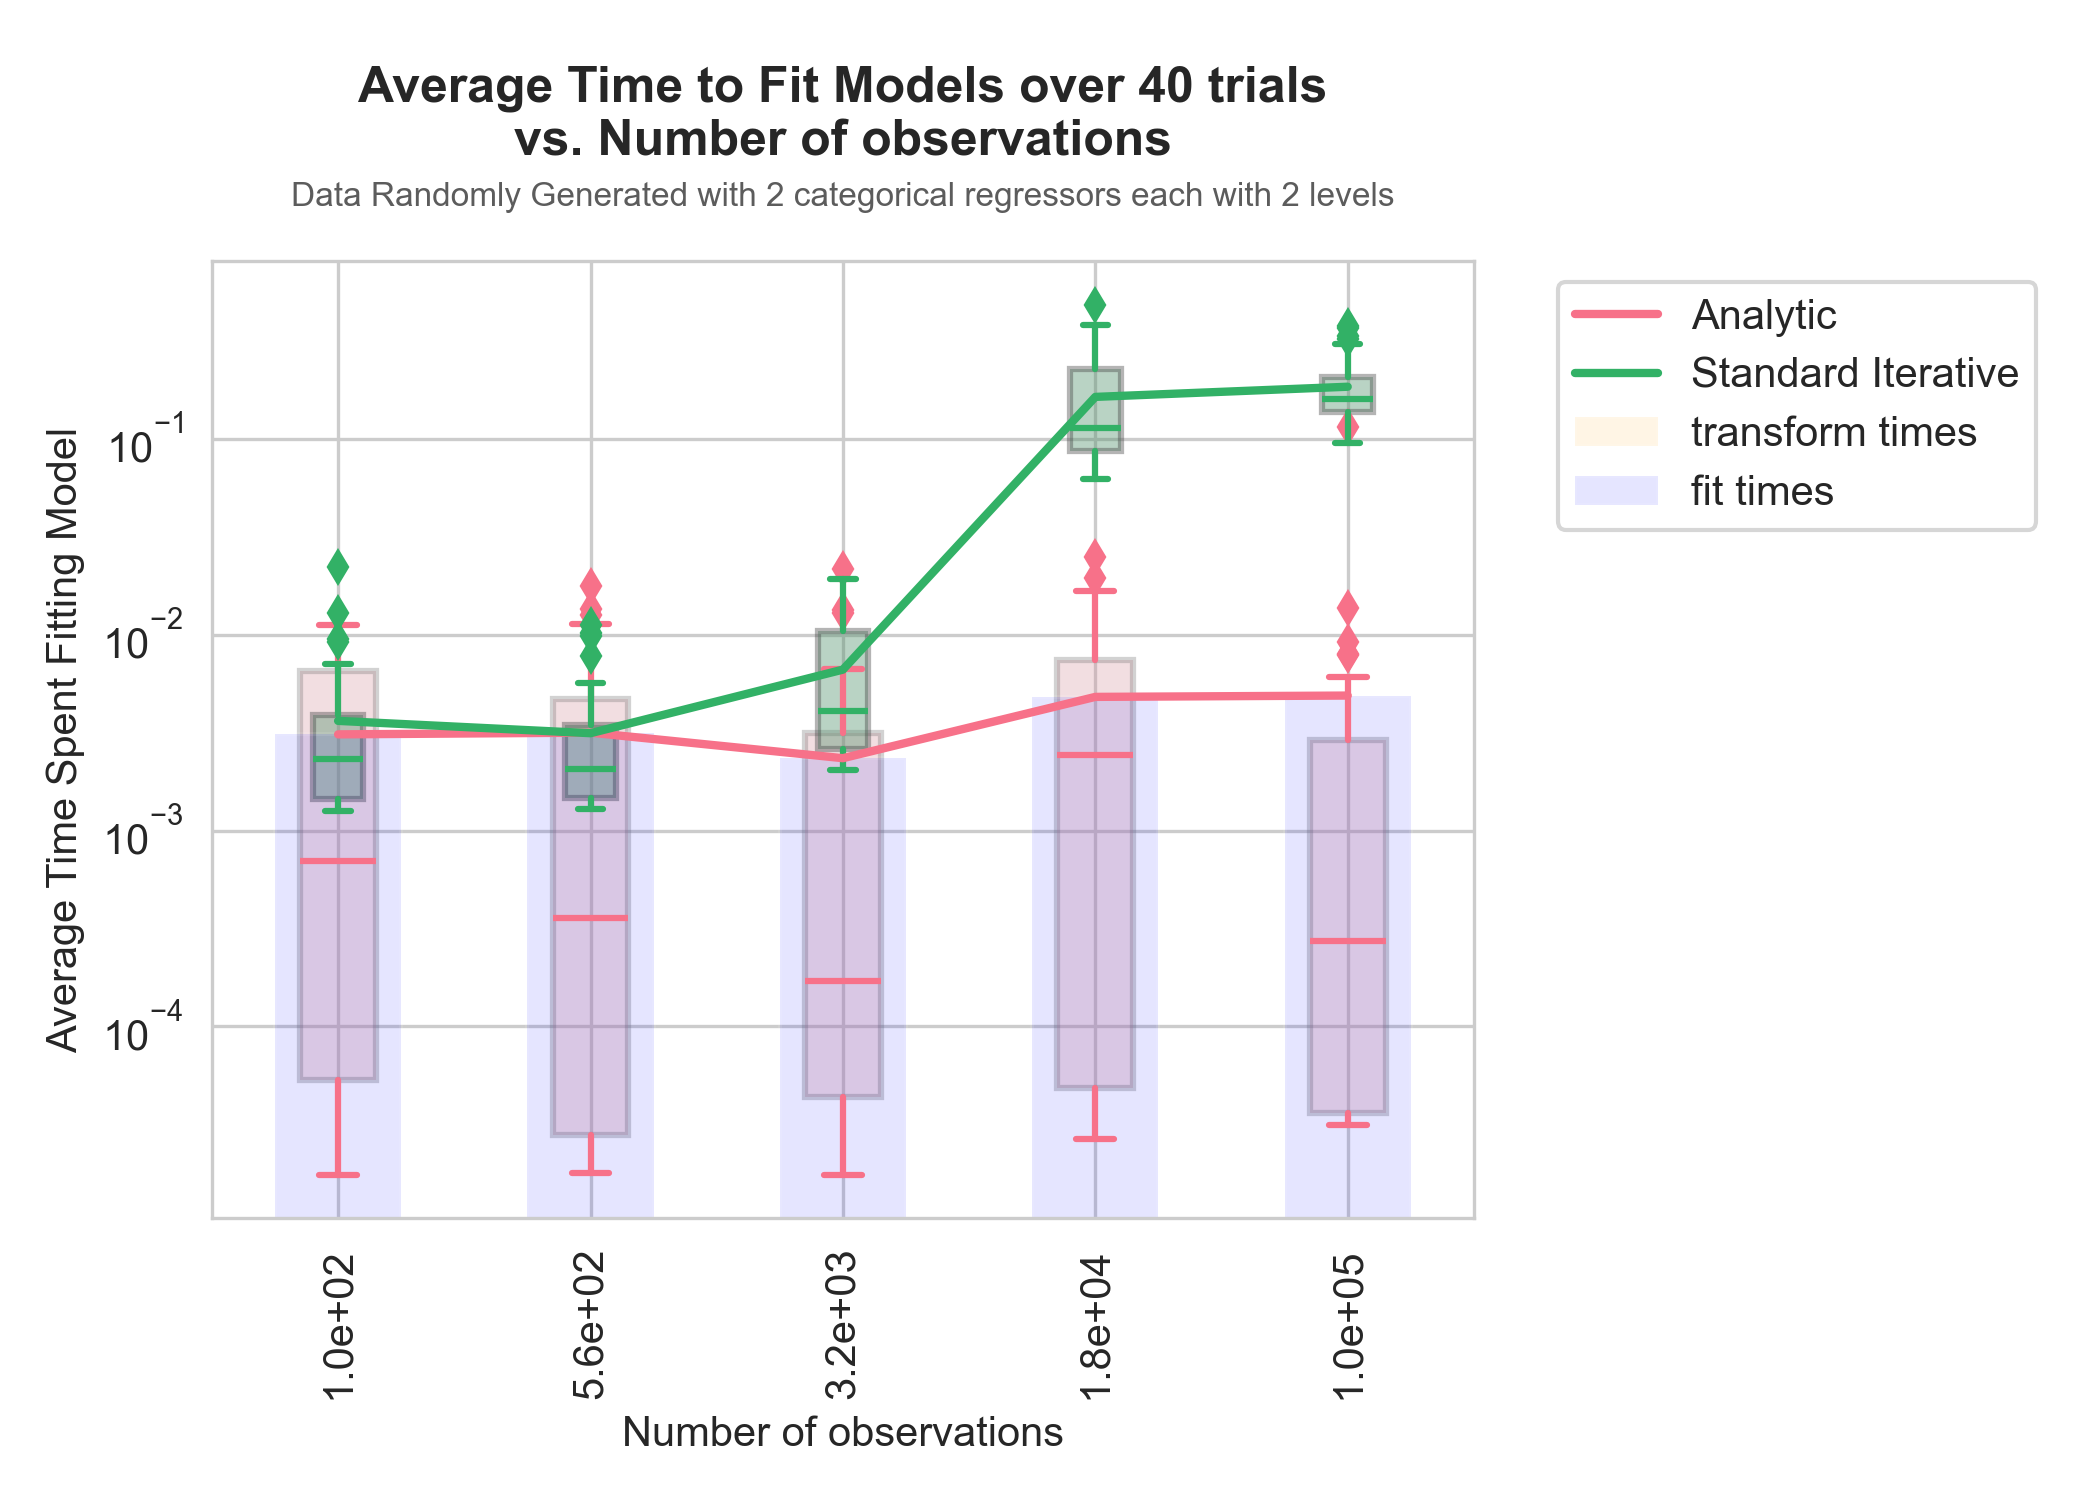 Average Time to Fit Models over 40 trials
vs. Number of observations
Data Randomly Generated with 2 categorical regressors each with 2 levels
Analytic
Standard Iterative
transform times
fit times
Average Time Spent Fitting Model
10⁻¹
10⁻²
10⁻³
10⁻⁴
1.0e+02
5.6e+02
3.2e+03
1.8e+04
1.0e+05
Number of observations